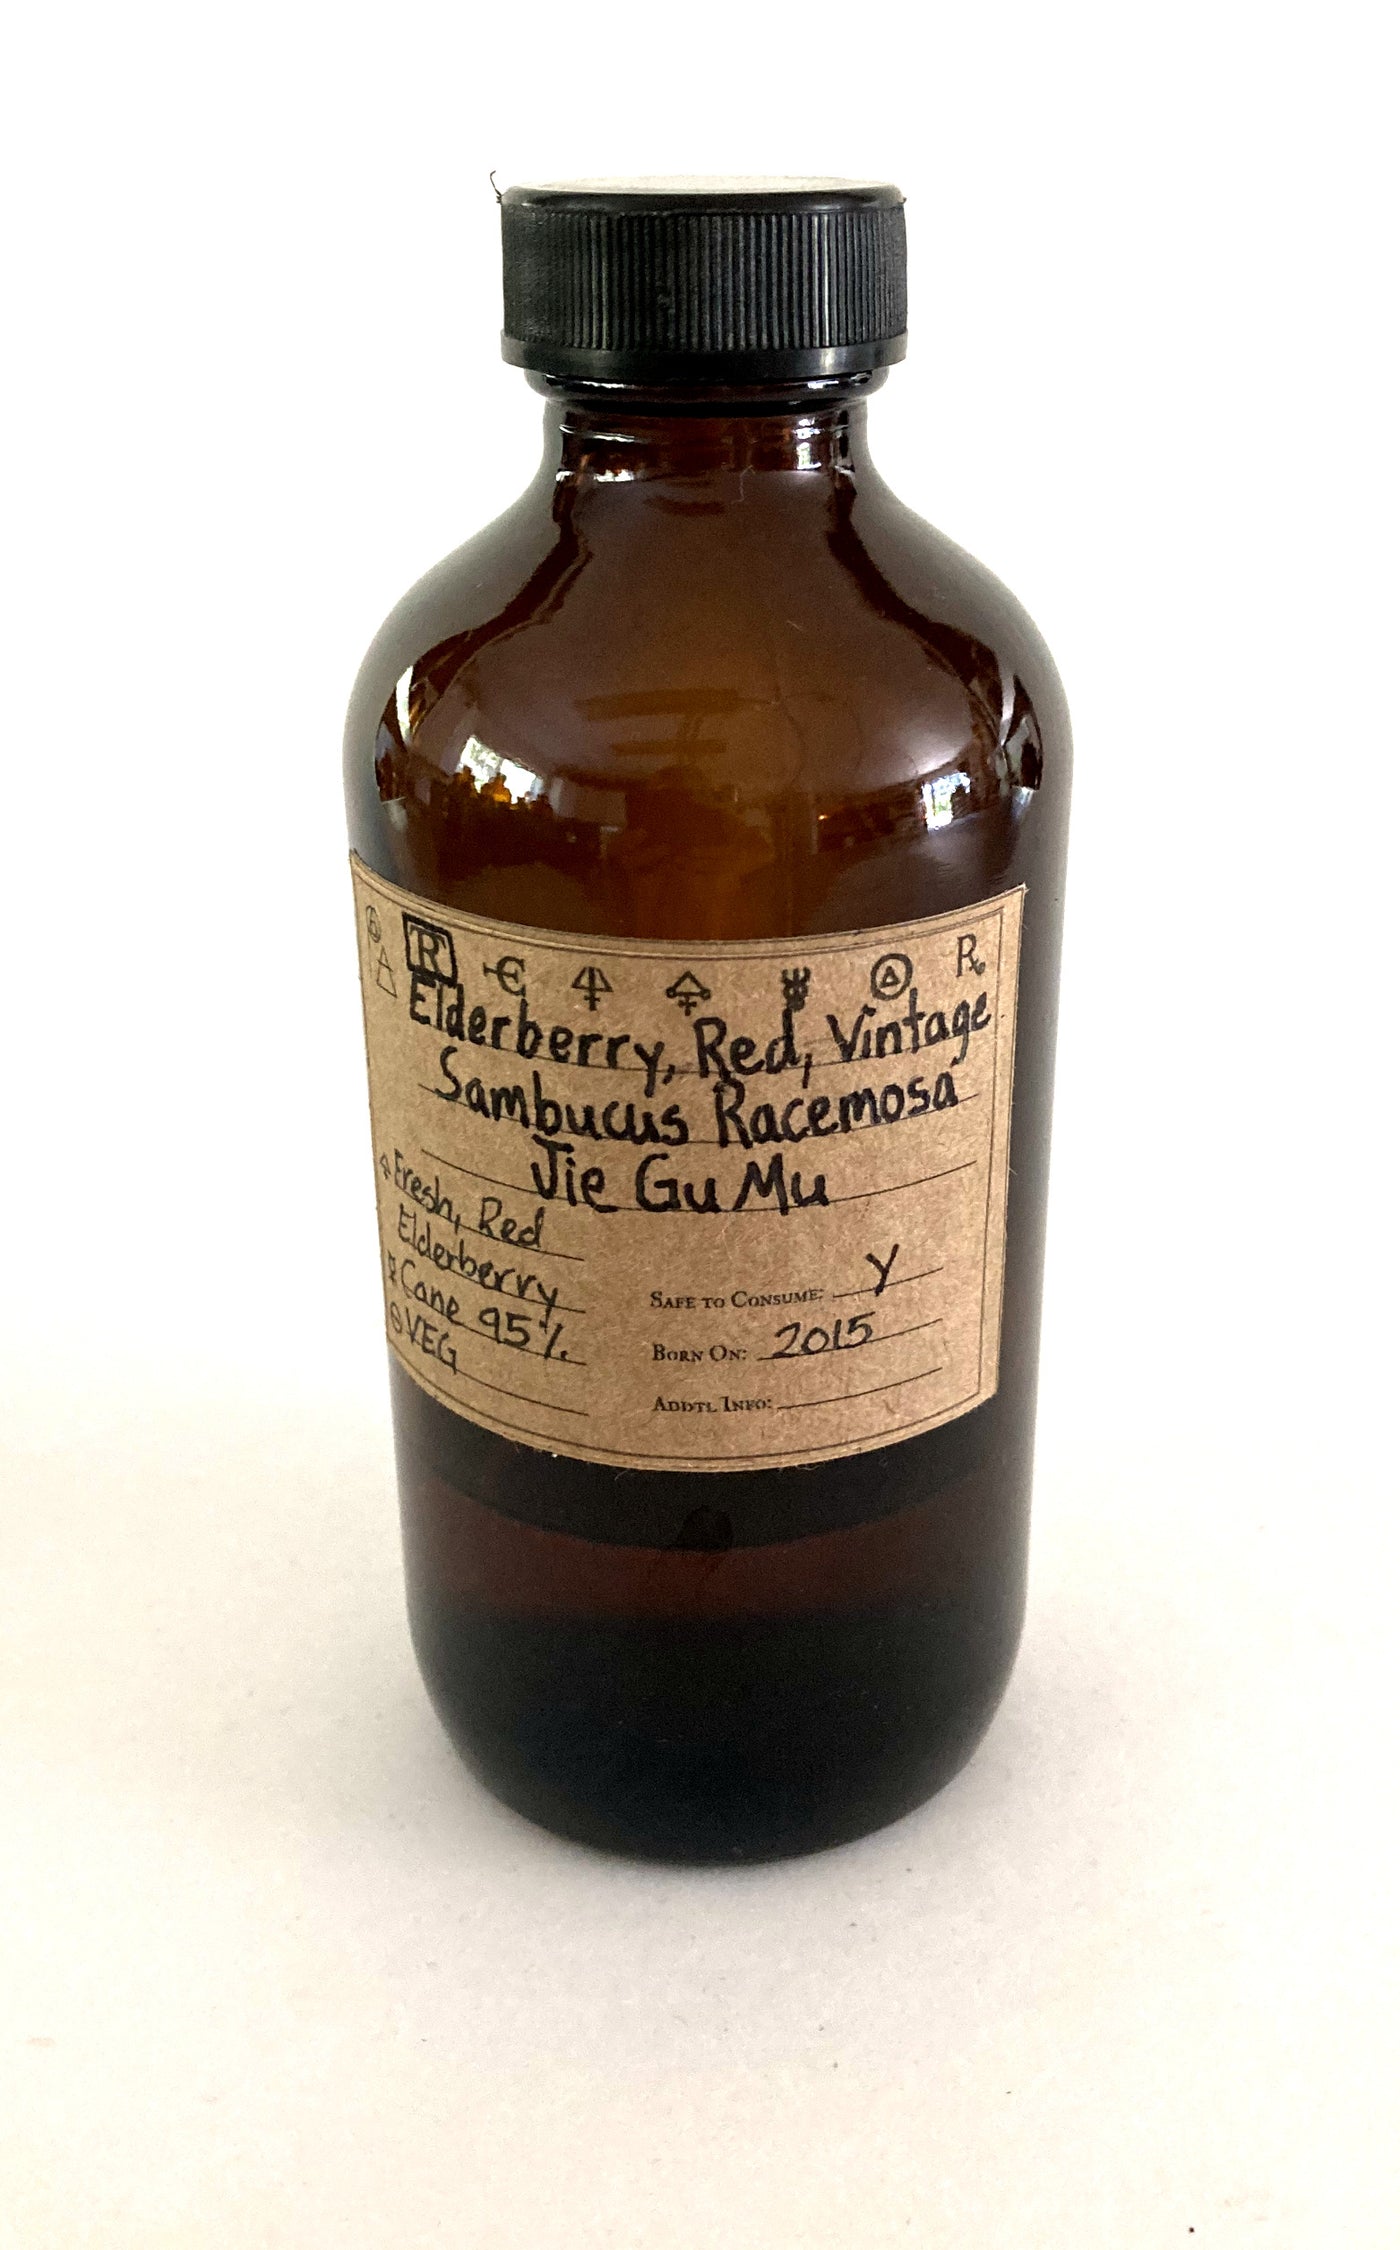 Elderberry, Red, Vintage
Sambucus Racemosa
Jie Gu Mu
Fresh, Red
Elderberry
Cane 95%
VEG
SAFE TO CONSUME: Y
BORN ON: 2015
ADDTL INFO: